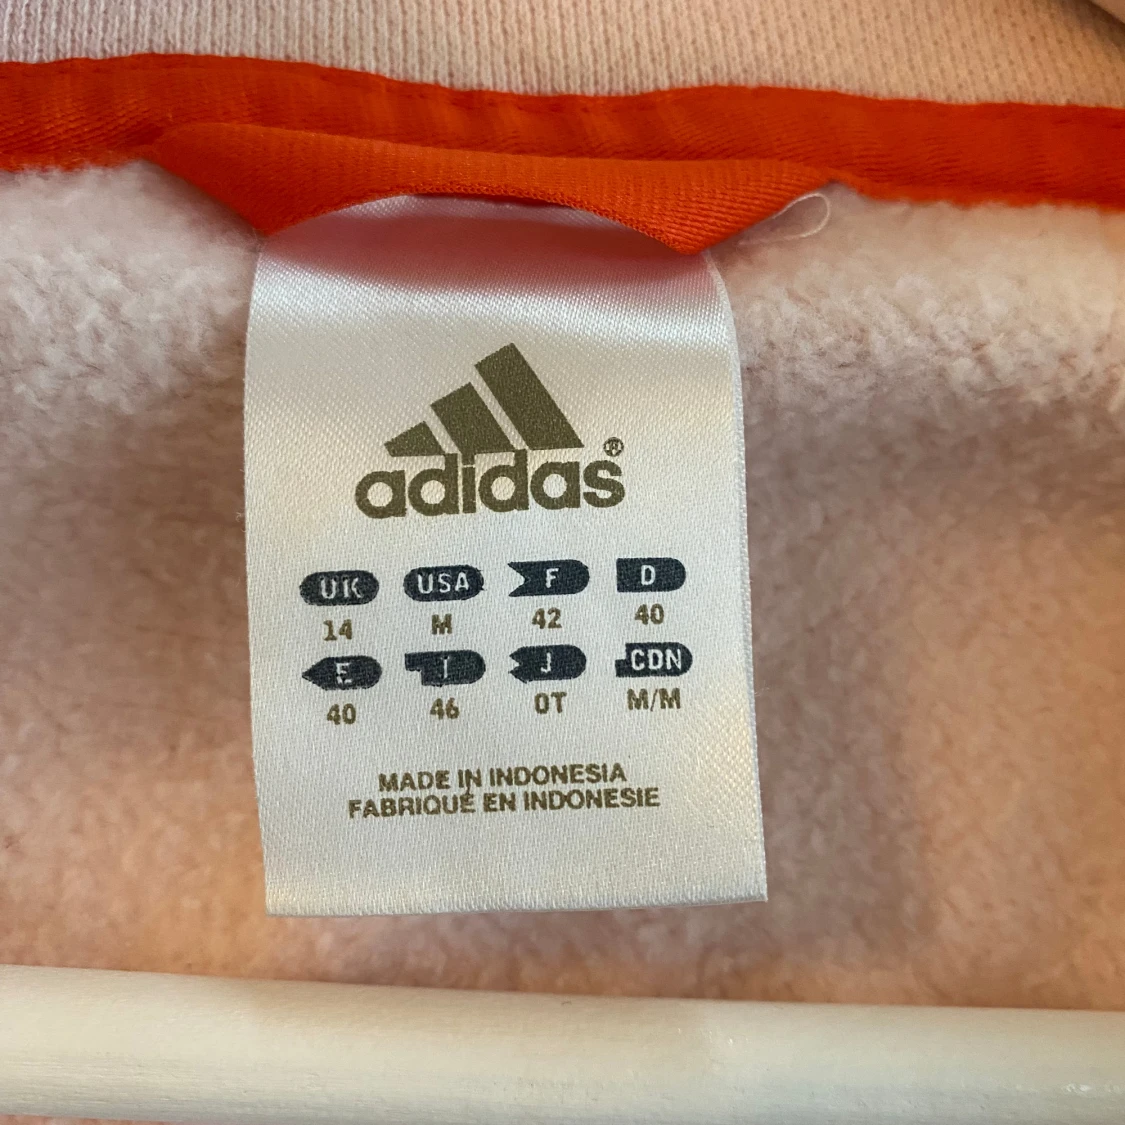 adidas®
UK USA F D
14 M 42 40
E I J CDN
40 46 OT M/M
MADE IN INDONESIA
FABRIQUÉ EN INDONESIE